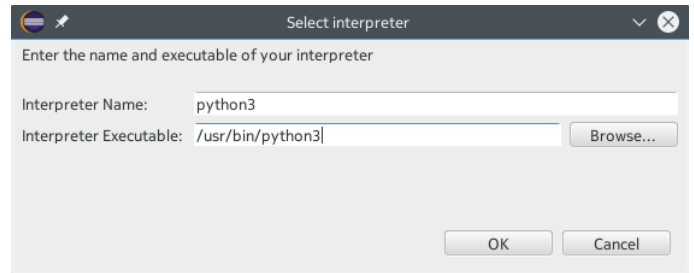 Select interpreter
Enter the name and executable of your interpreter
Interpreter Name: python3
Interpreter Executable: /usr/bin/python3 Browse...
OK Cancel